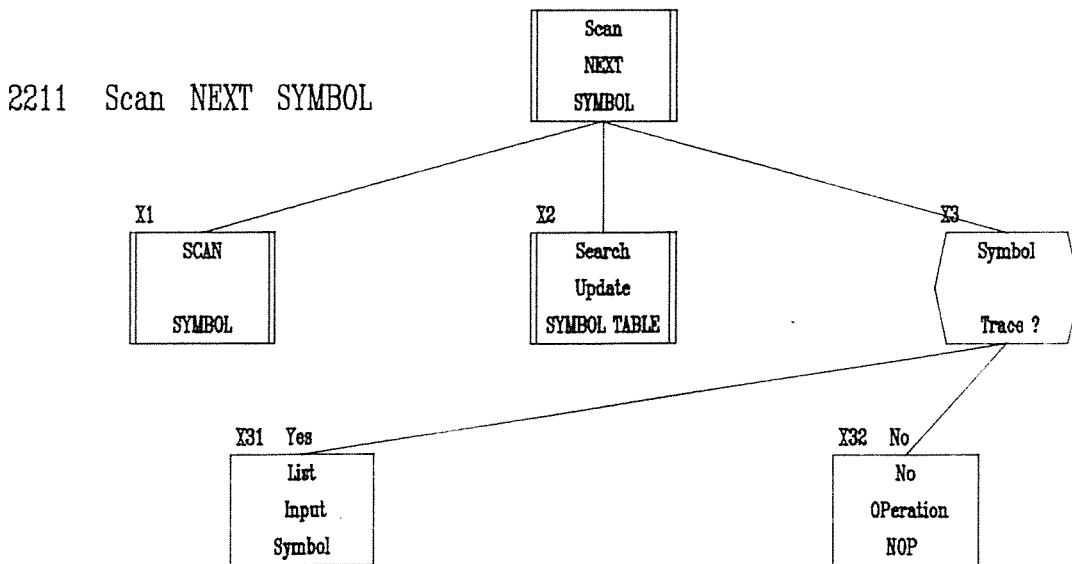 Scan
NEXT
SYMBOL
2211 Scan NEXT SYMBOL
X1
SCAN
SYMBOL
X2
Search
Update
SYMBOL TABLE
X3
Symbol
Trace ?
X31 Yes
List
Input
Symbol
X32 No
No
OPeration
NOP